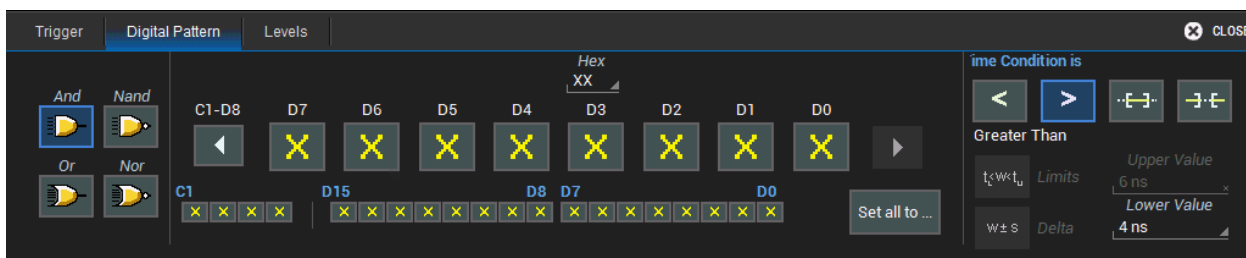 Trigger Digital Pattern Levels CLOSE
Hex
XX
ime Condition is
And Nand
C1-D8 D7 D6 D5 D4 D3 D2 D1 D0
X X X X X X X X
< >
Greater Than
Or Nor
C1 D15 D8 D7 D0
X X X X X X X X X X X X X X X X X X X X
Set all to ...
tL<w<tu Limits
Upper Value
6 ns
w±s Delta
Lower Value
4 ns